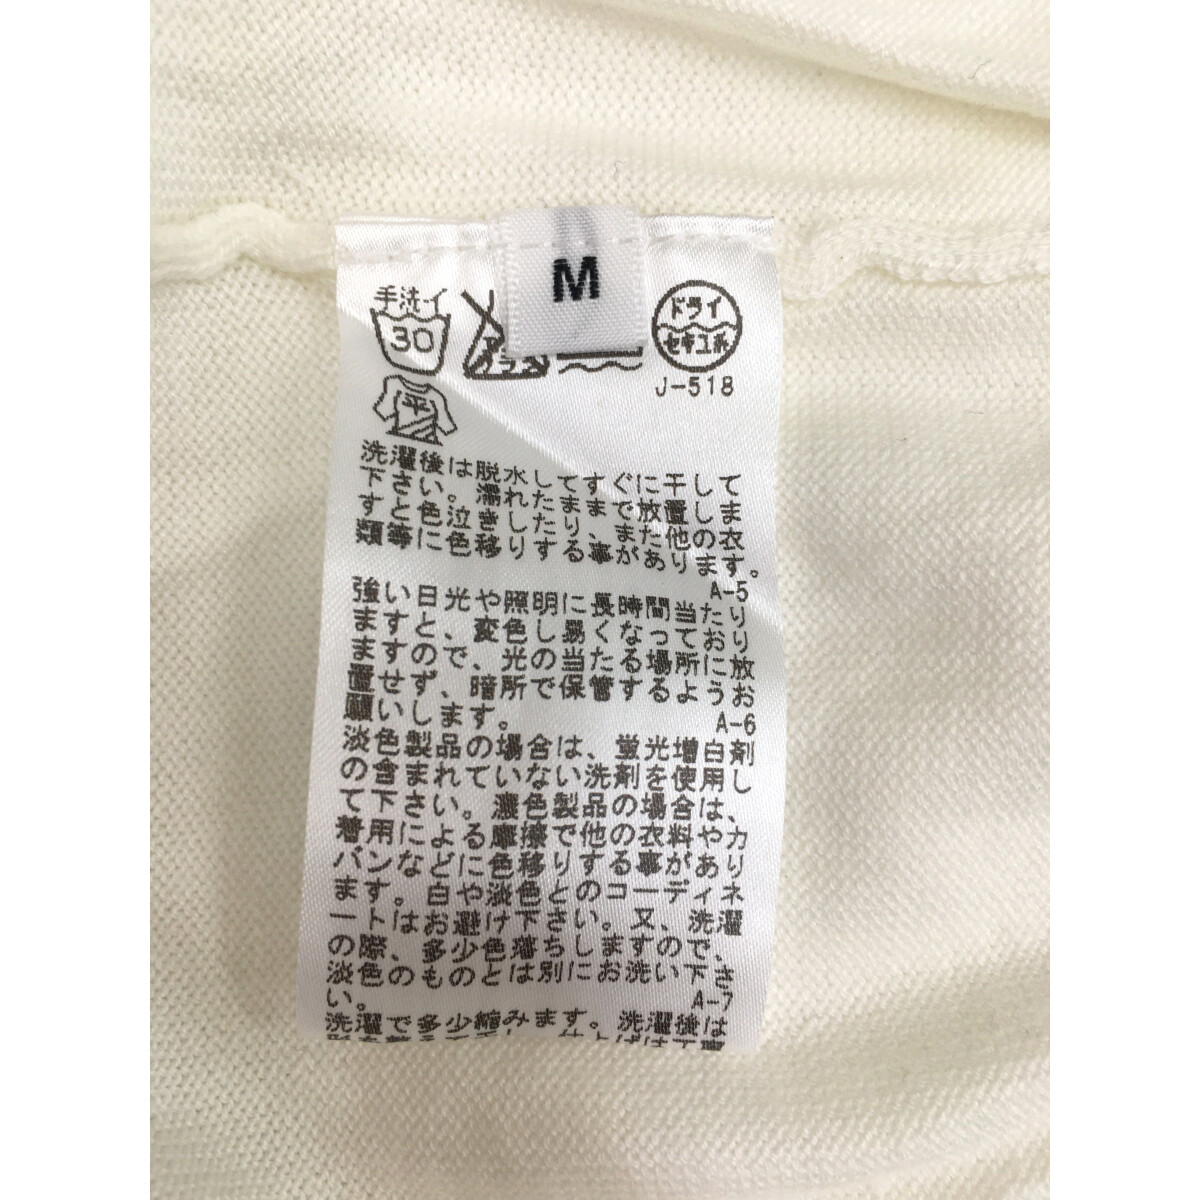 M
手洗イ
30
ドライ
セキユ系
J-518
平
洗濯後は脱水してすぐに干して
下さい。濡れたままで放置しま
すと色泣きしたり、また他の衣
類等に色移りする事があります。
A-5
強い日光や照明に長時間当たり
ますと、変色し易くなっており
ますので、光の当たる場所に放
置せず、暗所で保管するようお
願いします。
A-6
淡色製品の場合は、蛍光増白剤
の含まれていない洗剤を使用し
て下さい。濃色製品の場合は、
着用による摩擦で他の衣料やカ
バンなどに色移りする事があり
ます。白や淡色とのコーディネ
ートはお避け下さい。又、洗濯
の際、多少色落ちしますので、
淡色のものとは別にお洗い下さ
い。
A-7
洗濯で多少縮みます。洗濯後は